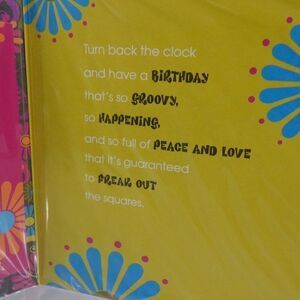 Turn back the clock
and have a BIRTHDAY
that's so GROOVY,
so HAPPENING,
and so full of PEACE AND LOVE
that it's guaranteed
to FREAK OUT
the squares.